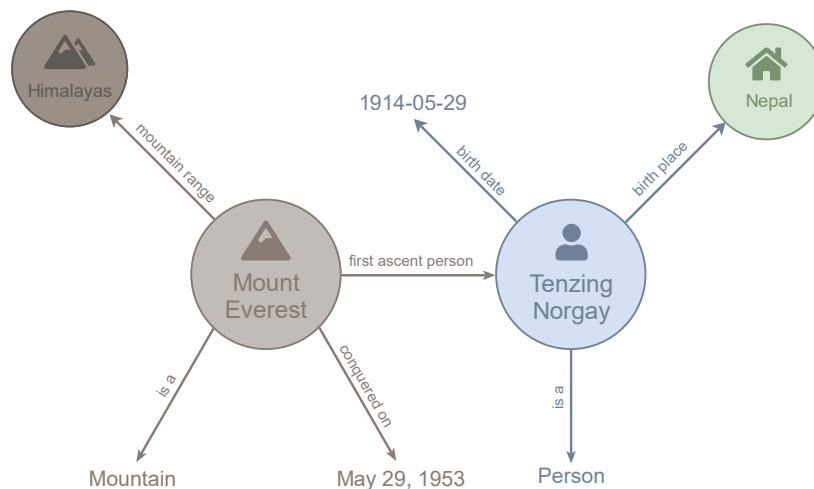 Himalayas
Nepal
1914-05-29
mountain range
birth date
birth place
first ascent person
Mount
Everest
Tenzing
Norgay
is a
conquered on
is a
Mountain
May 29, 1953
Person